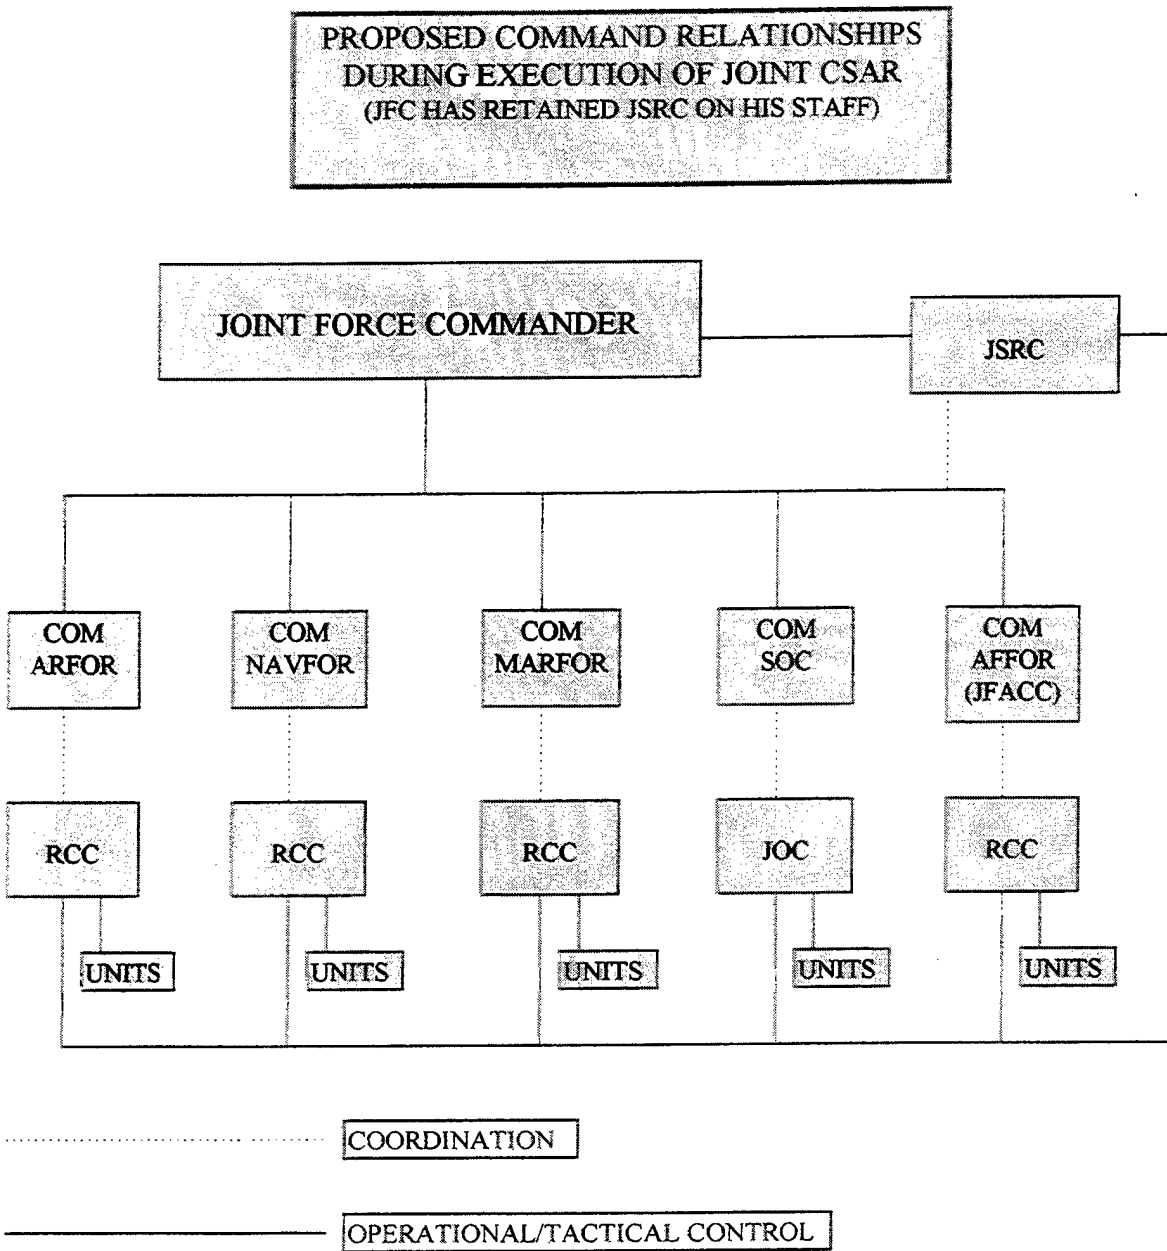 PROPOSED COMMAND RELATIONSHIPS
DURING EXECUTION OF JOINT CSAR
(JFC HAS RETAINED JSRC ON HIS STAFF)
JOINT FORCE COMMANDER
JSRC
COM
ARFOR
COM
NAVFOR
COM
MARFOR
COM
SOC
COM
AFFOR
(JFACC)
RCC
RCC
RCC
JOC
RCC
UNITS
UNITS
UNITS
UNITS
UNITS
COORDINATION
OPERATIONAL/TACTICAL CONTROL